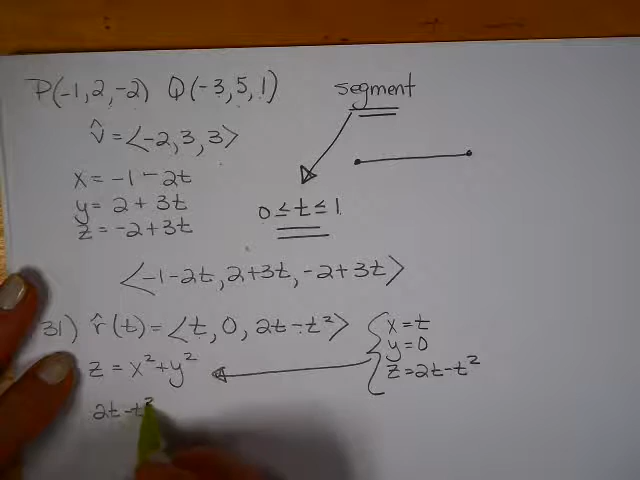 P(-1, 2, -2) Q(-3, 5, 1)
segment
v̂ = <-2, 3, 3>
x = -1 - 2t
y = 2 + 3t
z = -2 + 3t
0 ≤ t ≤ 1
<-1-2t, 2+3t, -2+3t>
31) r̂(t) = <t, 0, 2t-t²>
x = t
y = 0
z = 2t-t²
z = x²+y²
2t-t²